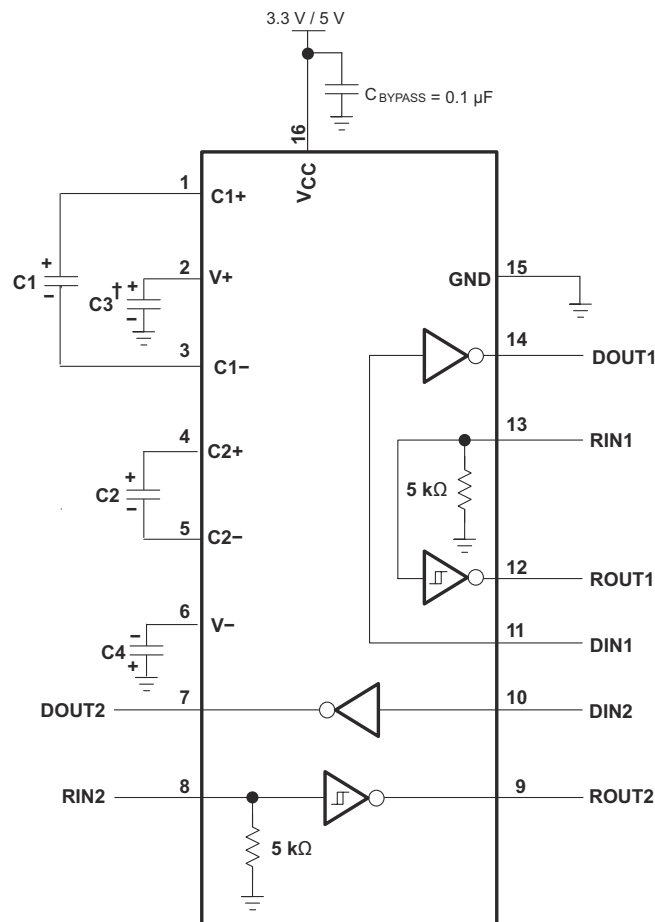 3.3 V / 5 V
CBYPASS = 0.1 µF
16
VCC
1
C1+
C1
+
−
2
V+
C3
†
+
−
3
C1−
GND
15
14
DOUT1
13
RIN1
5 kΩ
4
C2+
C2
+
−
5
C2−
12
ROUT1
6
V−
C4
−
+
11
DIN1
DOUT2
7
10
DIN2
RIN2
8
9
ROUT2
5 kΩ